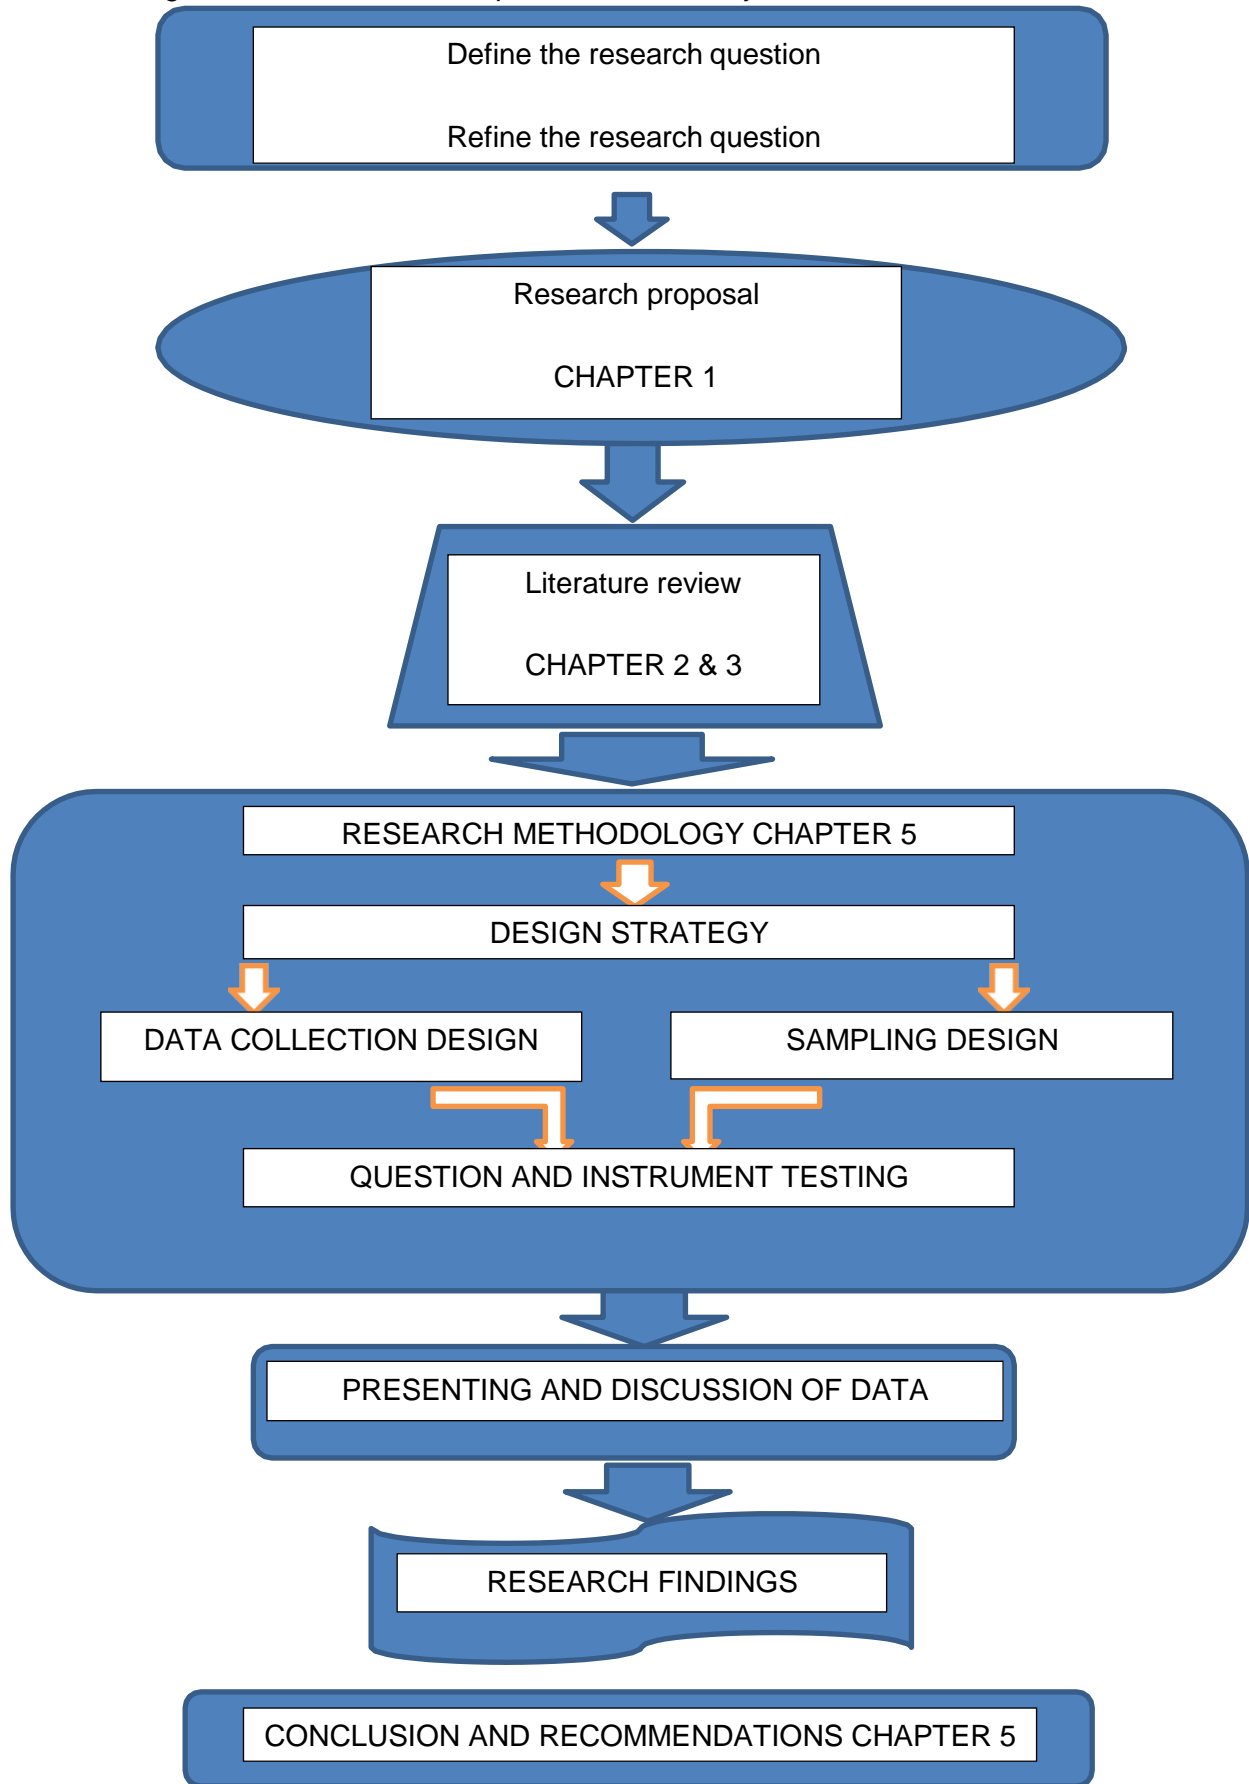 Define the research question
Refine the research question
Research proposal
CHAPTER 1
Literature review
CHAPTER 2 & 3
RESEARCH METHODOLOGY CHAPTER 5
DESIGN STRATEGY
DATA COLLECTION DESIGN
SAMPLING DESIGN
QUESTION AND INSTRUMENT TESTING
PRESENTING AND DISCUSSION OF DATA
RESEARCH FINDINGS
CONCLUSION AND RECOMMENDATIONS CHAPTER 5